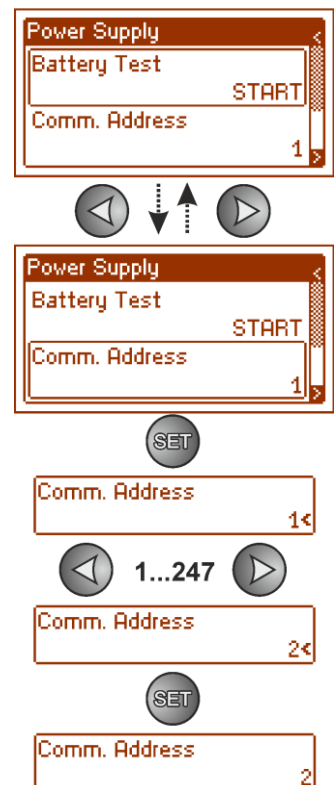 Power Supply
Battery Test
START
Comm. Address
1
Power Supply
Battery Test
START
Comm. Address
1
SET
Comm. Address
1<
1...247
Comm. Address
2<
SET
Comm. Address
2